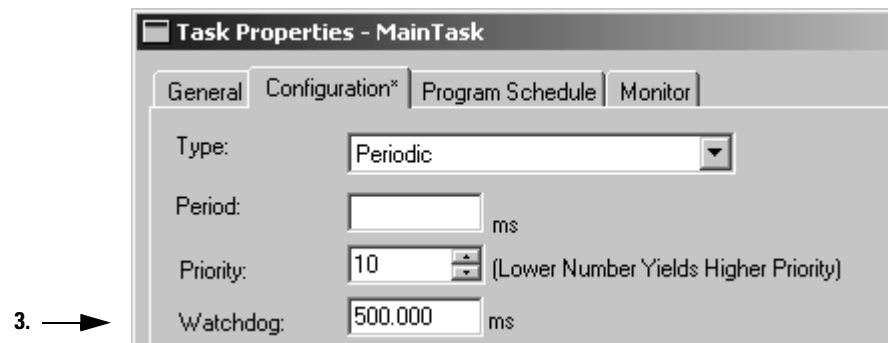 Task Properties - MainTask
General Configuration* Program Schedule Monitor
Type: Periodic
Period: ms
Priority: 10 (Lower Number Yields Higher Priority)
3. Watchdog: 500.000 ms